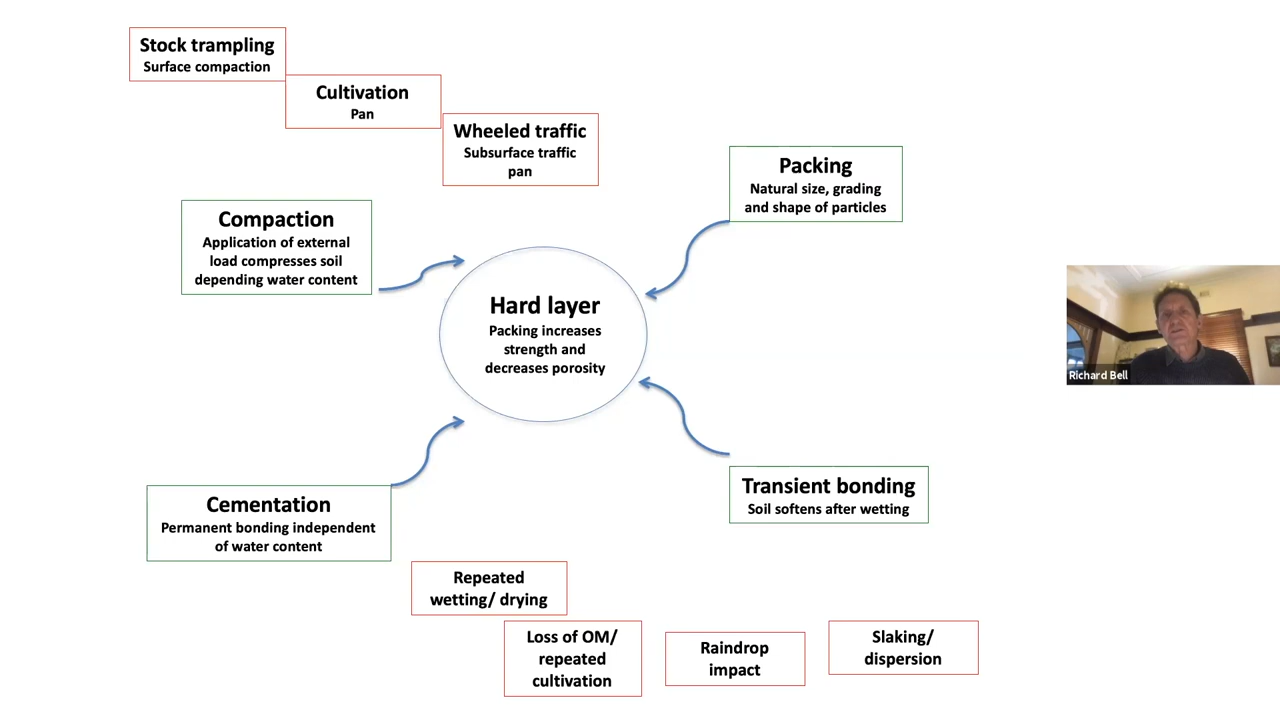 Stock trampling
Surface compaction
Cultivation
Pan
Wheeled traffic
Subsurface traffic
pan
Packing
Natural size, grading
and shape of particles
Compaction
Application of external
load compresses soil
depending water content
Hard layer
Packing increases
strength and
decreases porosity
Richard Bell
Transient bonding
Soil softens after wetting
Cementation
Permanent bonding independent
of water content
Repeated
wetting/ drying
Loss of OM/
repeated
cultivation
Raindrop
impact
Slaking/
dispersion